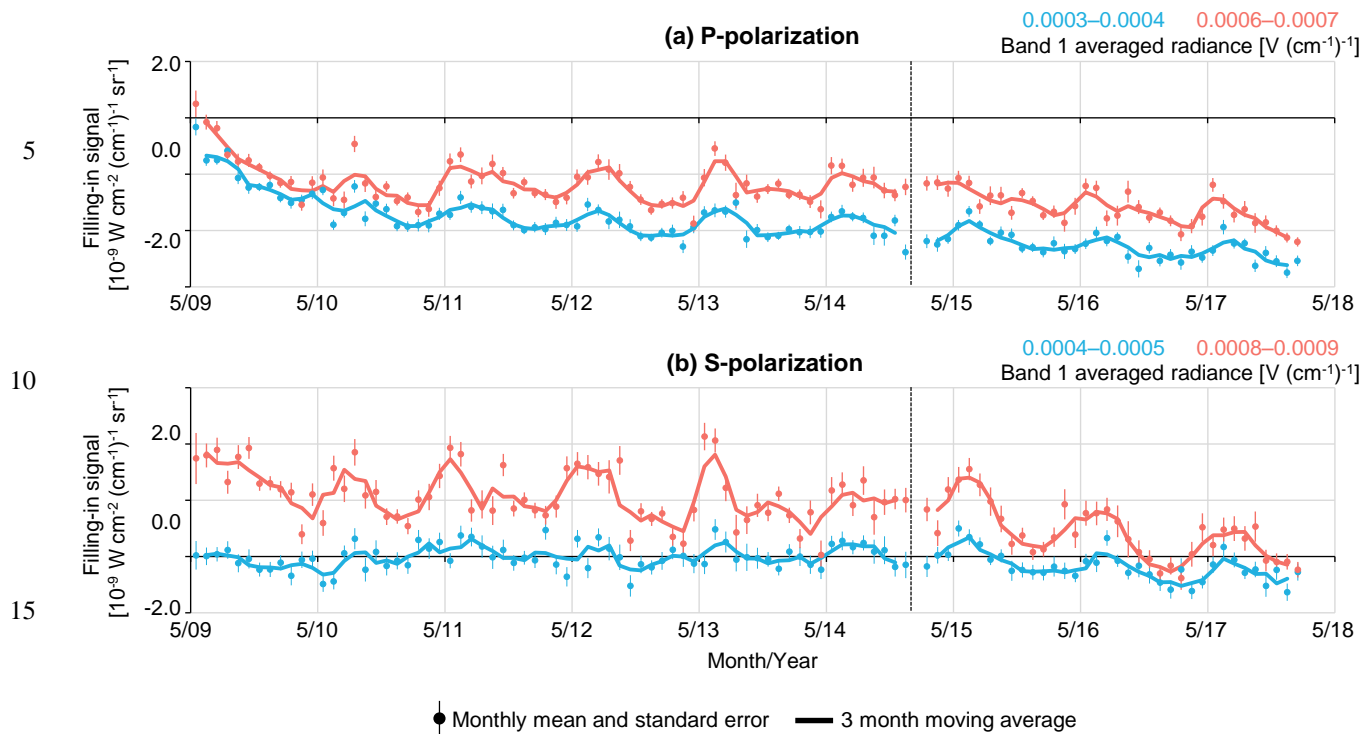 0.0003–0.0004 0.0006–0.0007
(a) P-polarization
Band 1 averaged radiance [V (cm⁻¹)⁻¹]
Filling-in signal
[10⁻⁹ W cm⁻² (cm⁻¹)⁻¹ sr⁻¹]
2.0
5
0.0
-2.0
5/09 5/10 5/11 5/12 5/13 5/14 5/15 5/16 5/17 5/18
0.0004–0.0005 0.0008–0.0009
(b) S-polarization
Band 1 averaged radiance [V (cm⁻¹)⁻¹]
10
Filling-in signal
[10⁻⁹ W cm⁻² (cm⁻¹)⁻¹ sr⁻¹]
2.0
0.0
15
-2.0
5/09 5/10 5/11 5/12 5/13 5/14 5/15 5/16 5/17 5/18
Month/Year
Monthly mean and standard error 3 month moving average